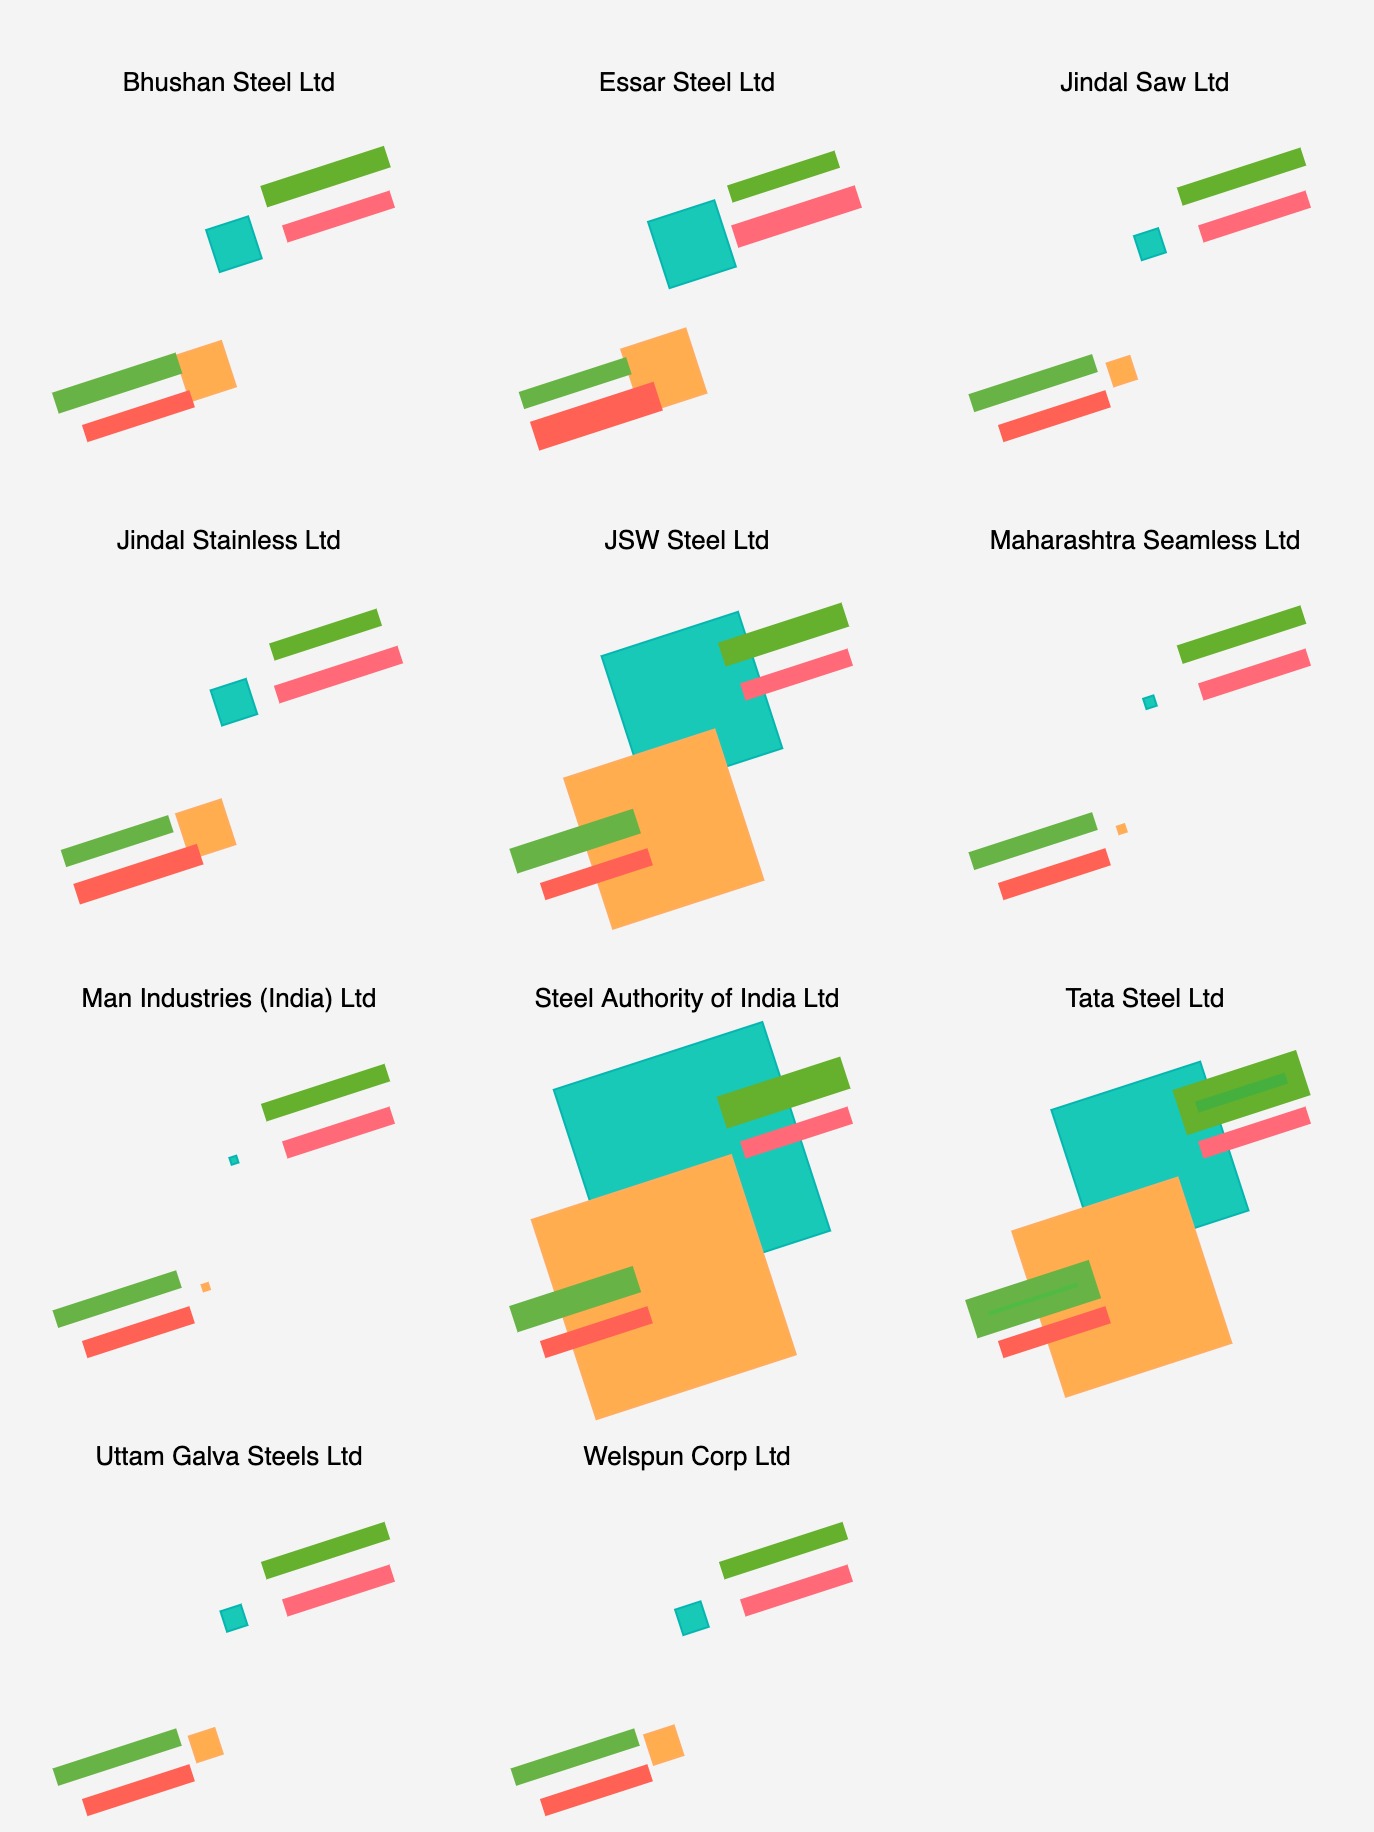 Bhushan Steel Ltd
Essar Steel Ltd
Jindal Saw Ltd
Jindal Stainless Ltd
JSW Steel Ltd
Maharashtra Seamless Ltd
Man Industries (India) Ltd
Steel Authority of India Ltd
Tata Steel Ltd
Uttam Galva Steels Ltd
Welspun Corp Ltd